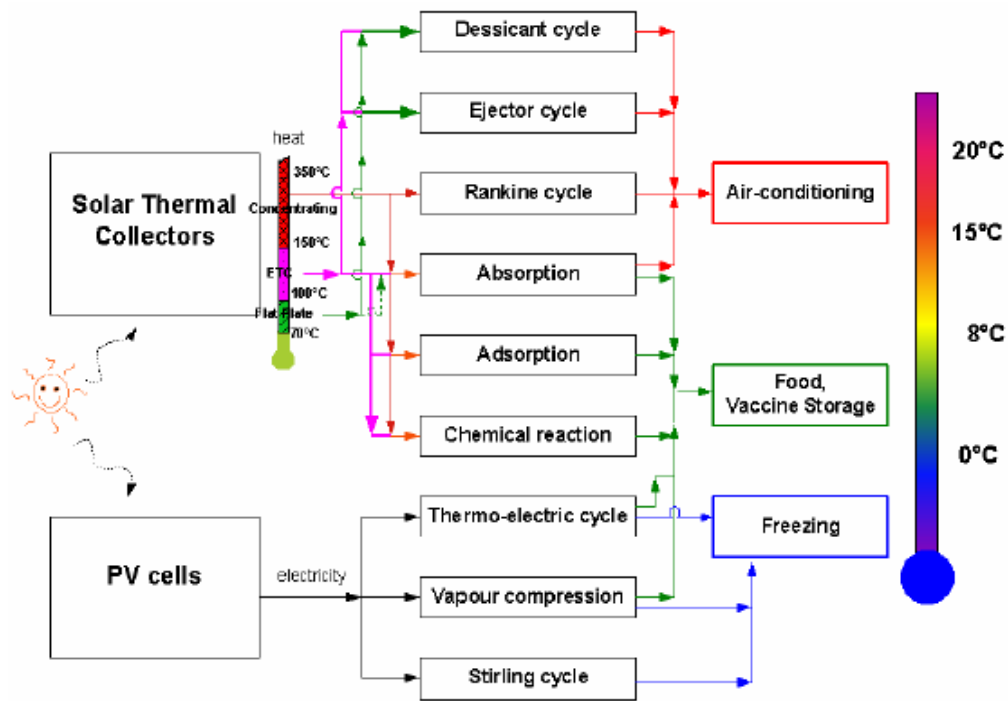 Dessicant cycle
Ejector cycle
heat
350°C
Solar Thermal
Collectors
Concentrating
Rankine cycle
Air-conditioning
150°C
ETC
Absorption
100°C
Flat Plate
70°C
Adsorption
Food,
Vaccine Storage
Chemical reaction
Thermo-electric cycle
Freezing
PV cells
electricity
Vapour compression
Stirling cycle
20°C
15°C
8°C
0°C